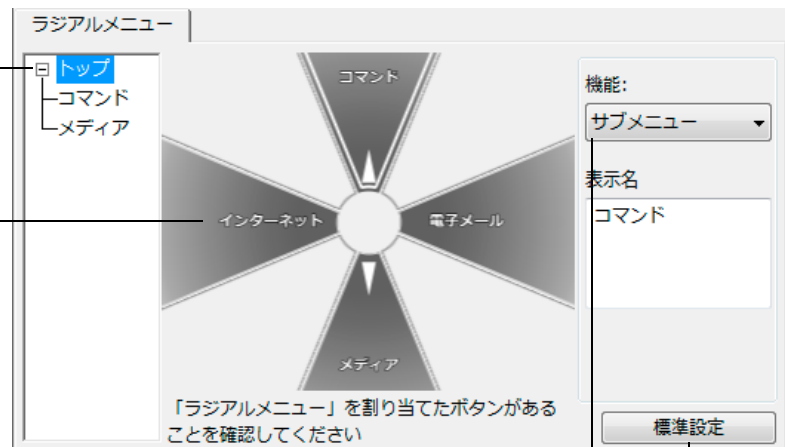 ラジアルメニュー
トップ
コマンド
メディア
コマンド
インターネット
電子メール
メディア
「ラジアルメニュー」を割り当てたボタンがある
ことを確認してください
機能:
サブメニュー
表示名
コマンド
標準設定